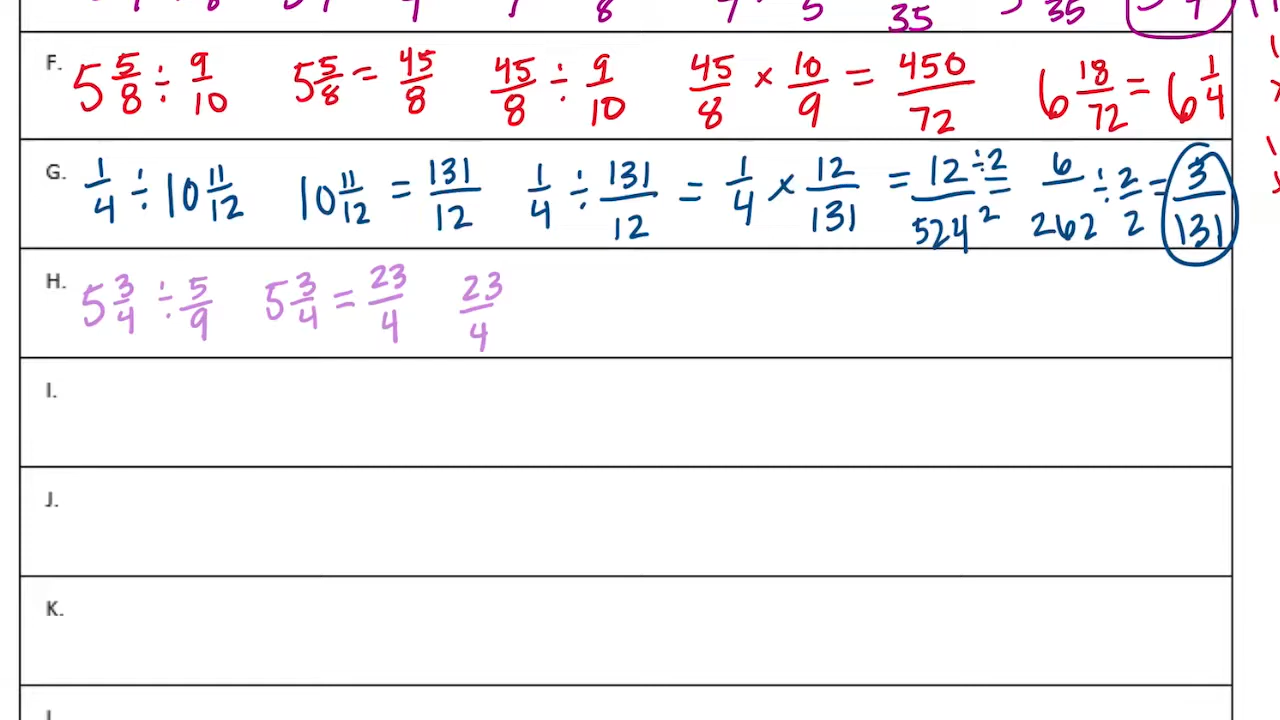 35 35
F. 5 5/8 ÷ 9/10 5 5/8 = 45/8 45/8 ÷ 9/10 45/8 × 10/9 = 450/72 6 18/72 = 6 1/4
G. 1/4 ÷ 10 11/12 10 11/12 = 131/12 1/4 ÷ 131/12 = 1/4 × 12/131 = 12/524 ÷2/2 = 6/262 ÷ 2/2 = 3/131
H. 5 3/4 ÷ 5/9 5 3/4 = 23/4 23/4
I.
J.
K.